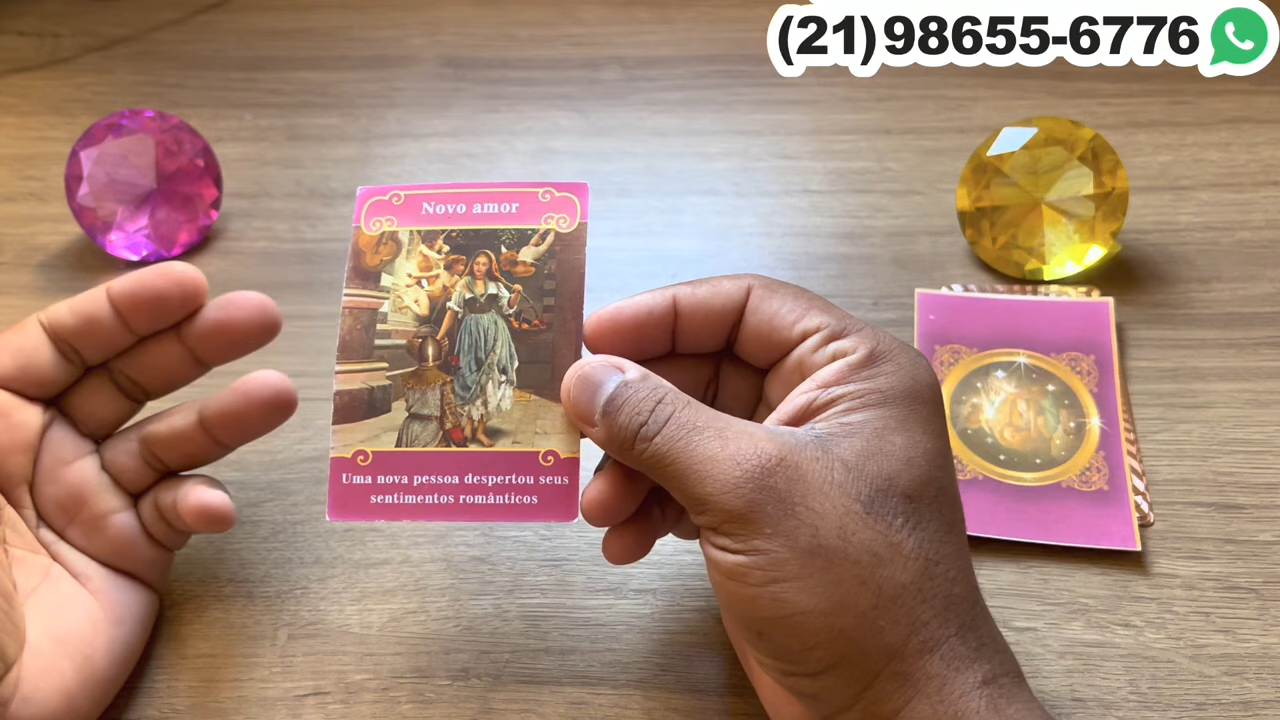 (21)98655-6776
Novo amor
Uma nova pessoa despertou seus
sentimentos românticos